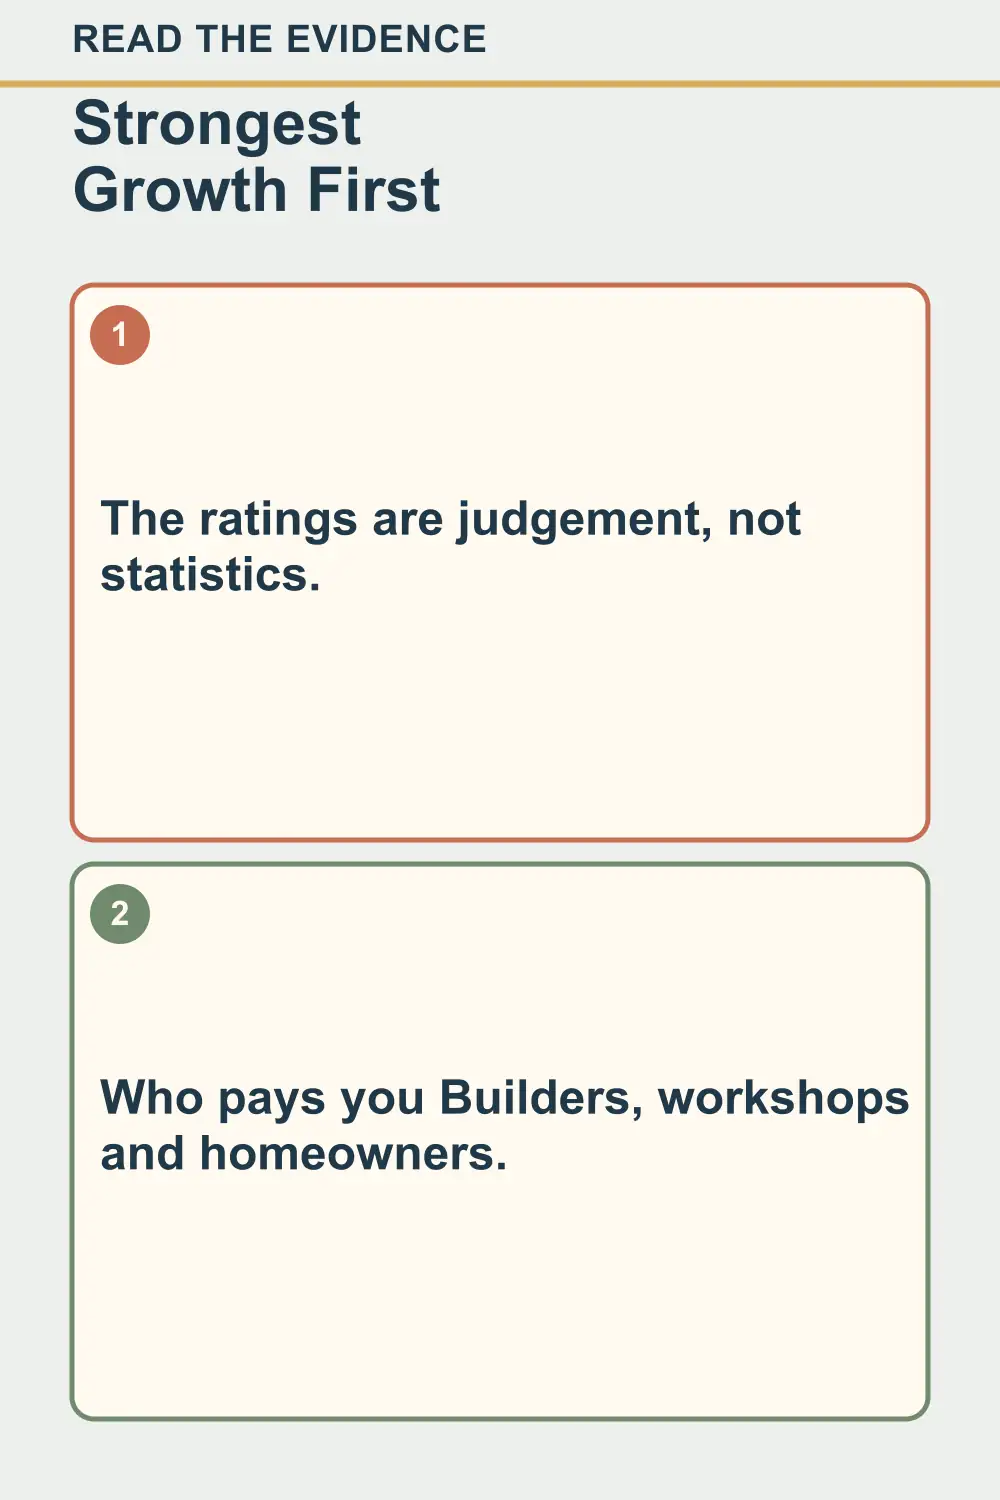 READ THE EVIDENCE
Strongest
Growth First
1
The ratings are judgement, not
statistics.
2
Who pays you Builders, workshops
and homeowners.